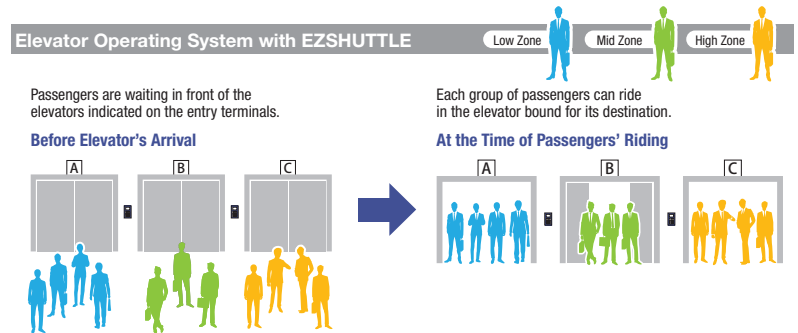 Elevator Operating System with EZSHUTTLE
Low Zone
Mid Zone
High Zone
Passengers are waiting in front of the
elevators indicated on the entry terminals.
Before Elevator's Arrival
A
B
C
Each group of passengers can ride
in the elevator bound for its destination.
At the Time of Passengers' Riding
A
B
C